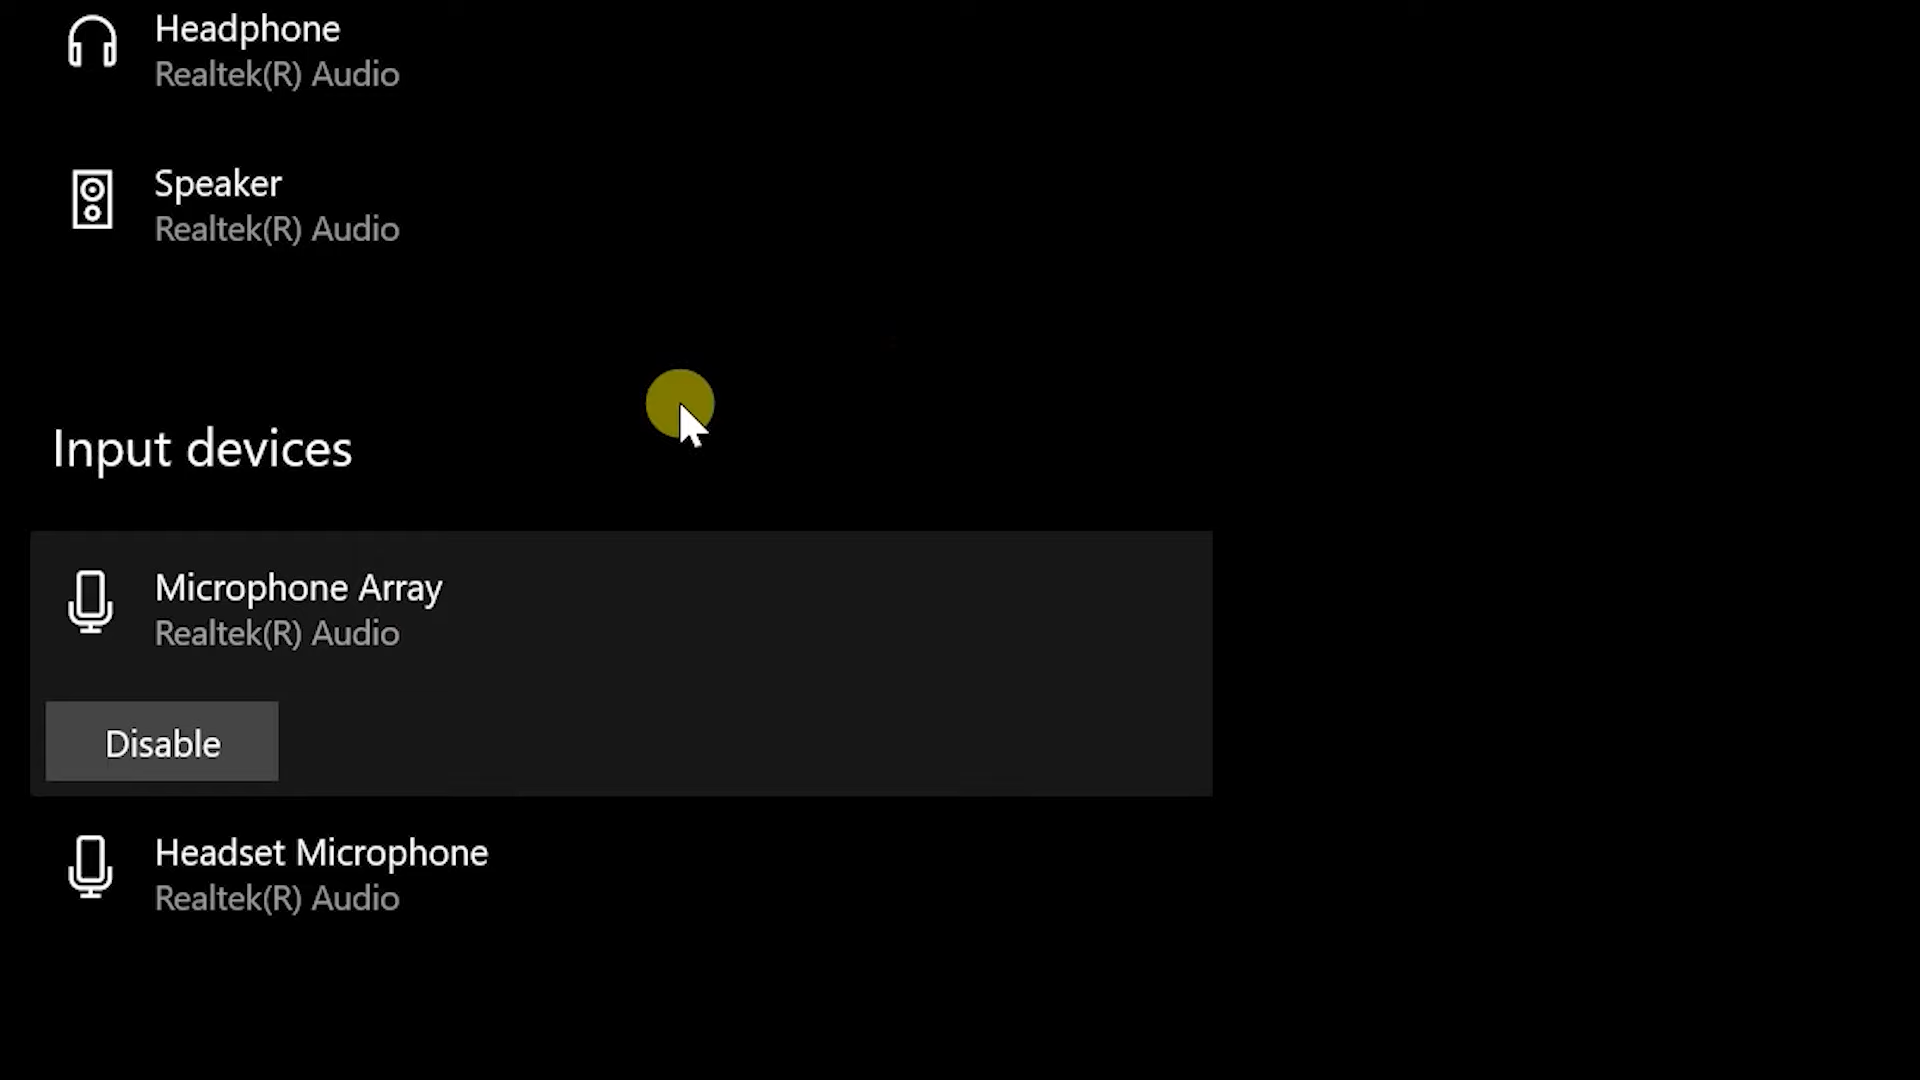 Headphone
Realtek(R) Audio
Speaker
Realtek(R) Audio
Input devices
Microphone Array
Realtek(R) Audio
Disable
Headset Microphone
Realtek(R) Audio